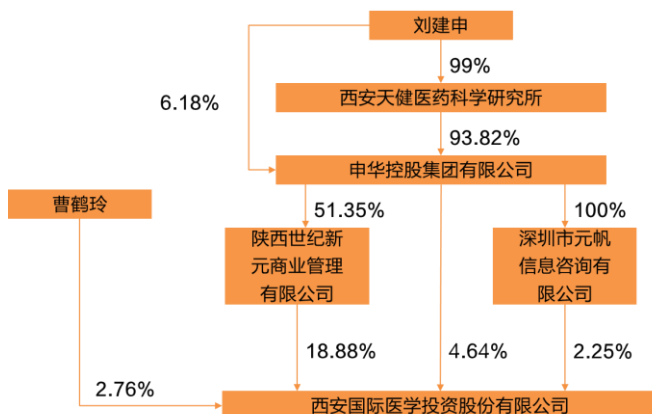 刘建申
99%
6.18%
西安天健医药科学研究所
93.82%
申华控股集团有限公司
曹鹤玲
51.35%
100%
陕西世纪新
元商业管理
有限公司
深圳市元帆
信息咨询有
限公司
18.88%
4.64%
2.25%
2.76%
西安国际医学投资股份有限公司